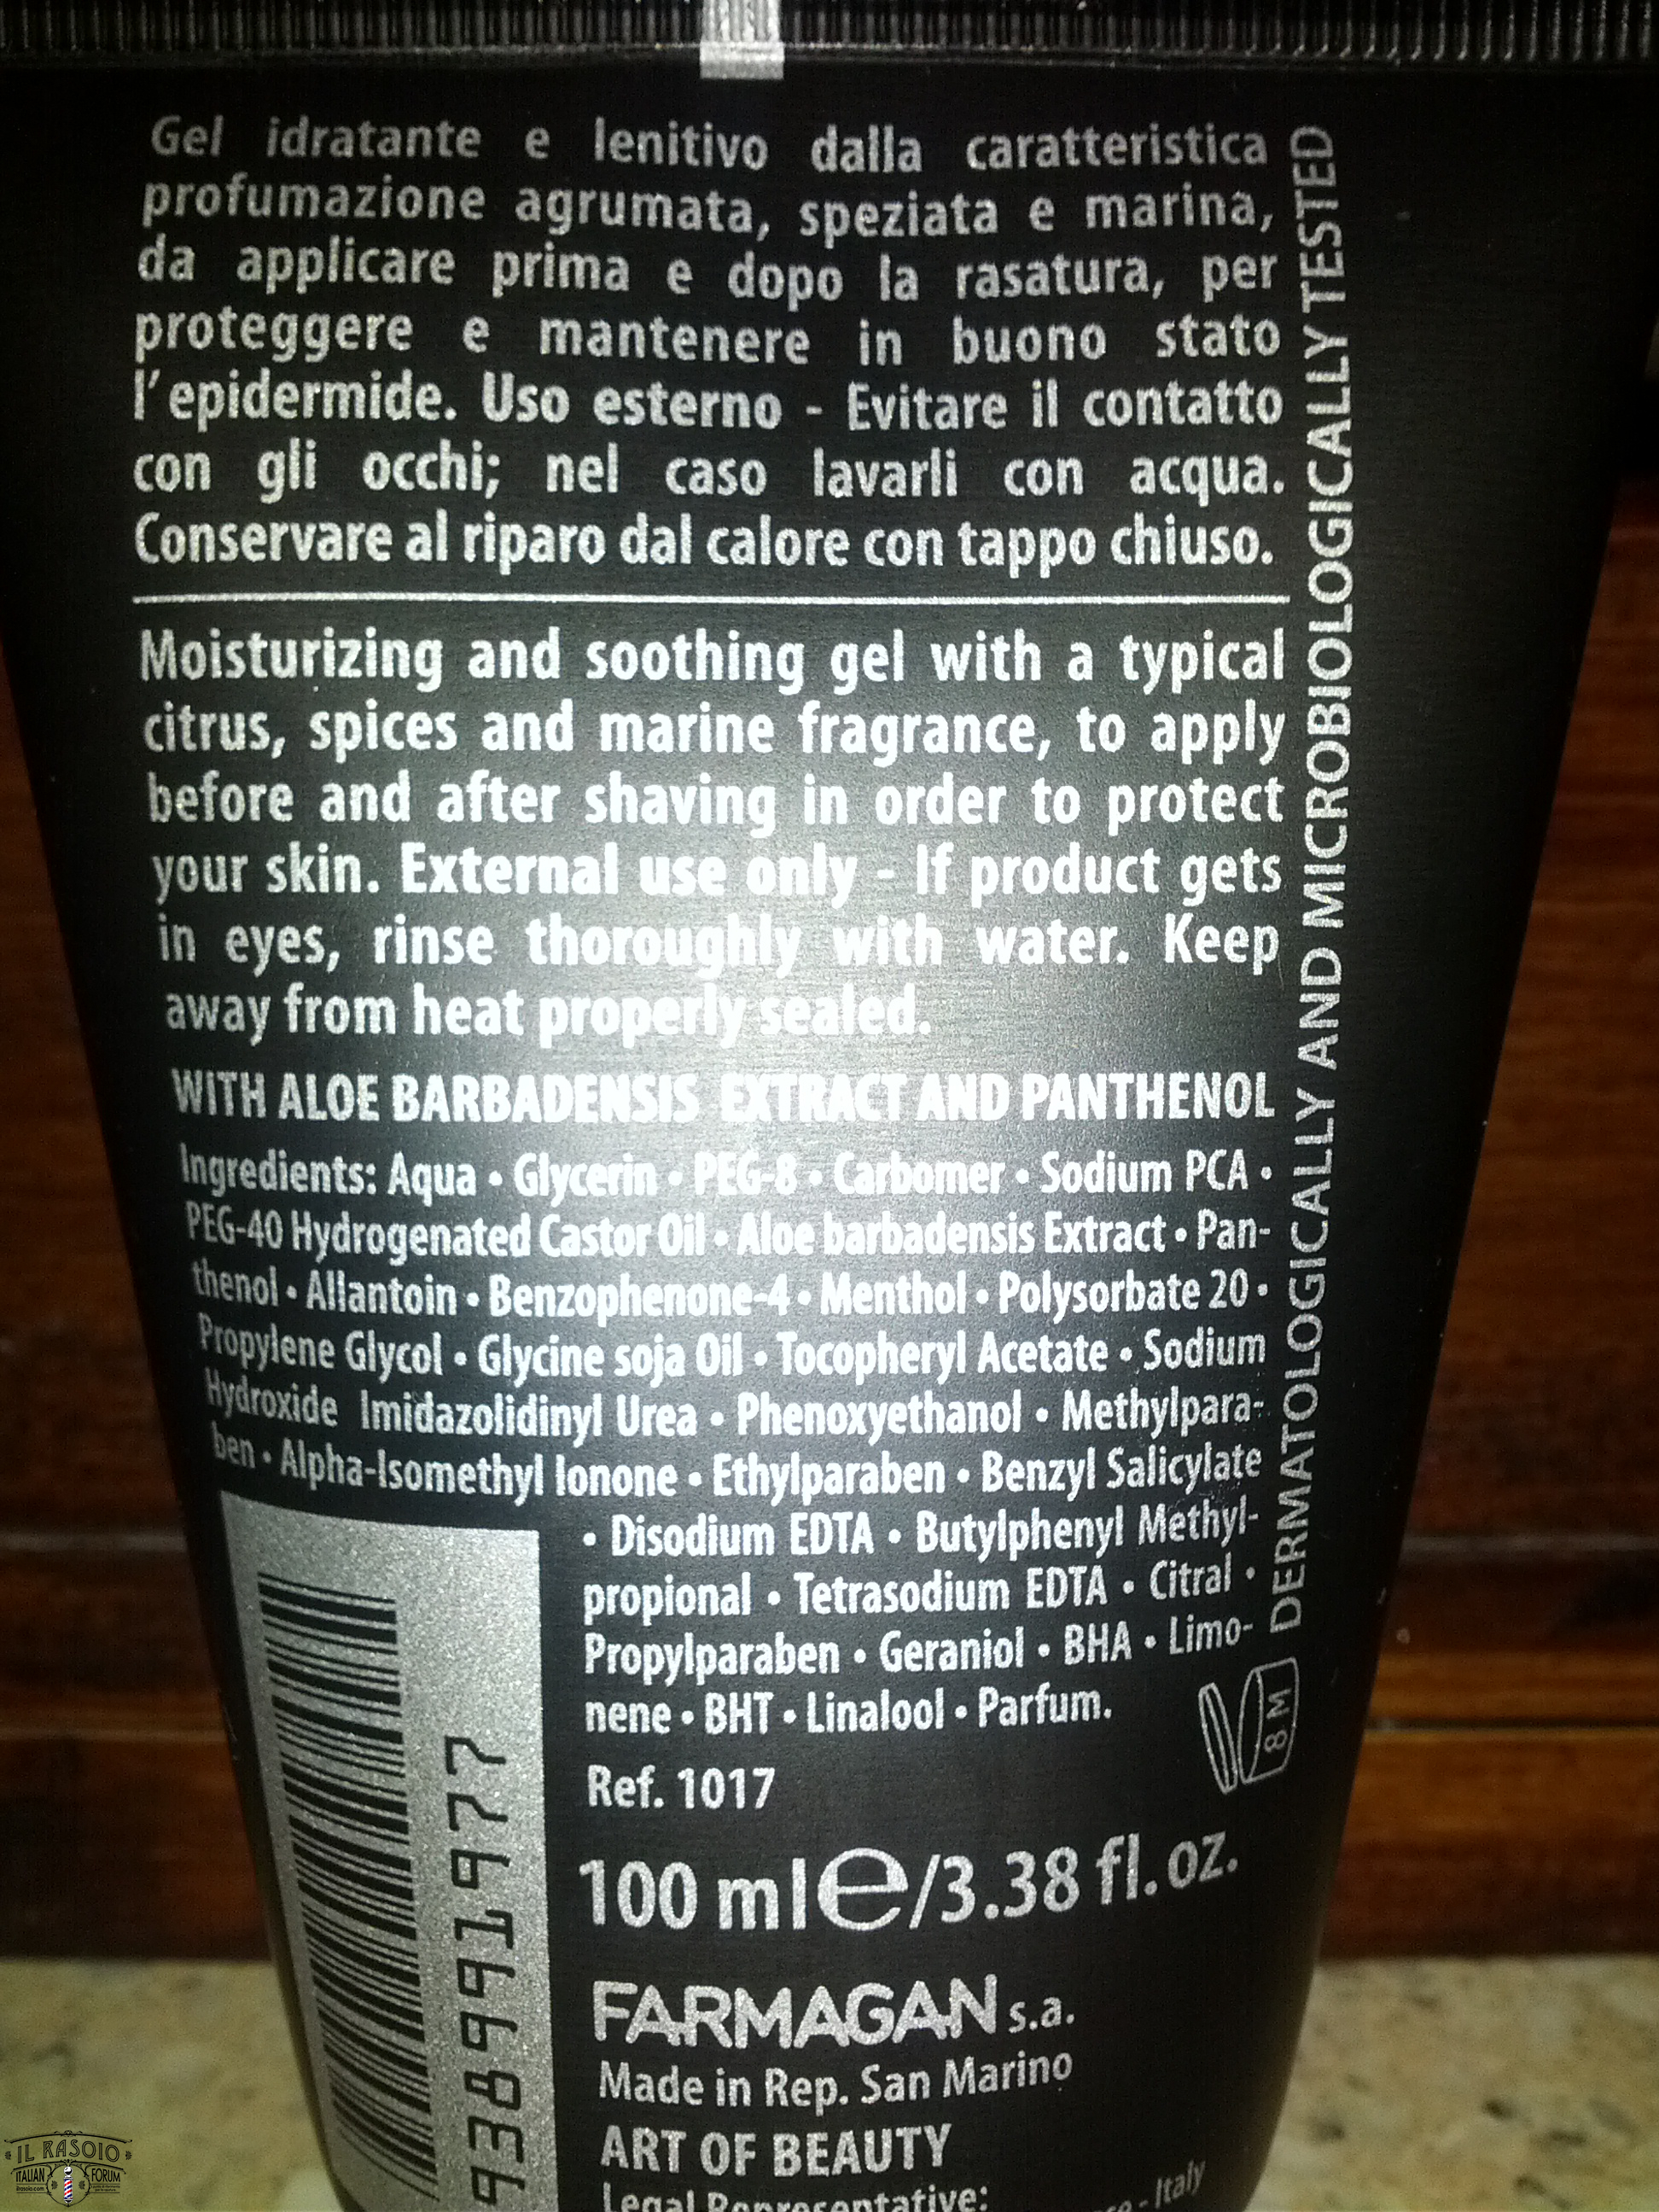 Gel idratante e lenitivo dalla caratteristica
profumazione agrumata, speziata e marina,
da applicare prima e dopo la rasatura, per
proteggere e mantenere in buono stato
l'epidermide. Uso esterno - Evitare il contatto
con gli occhi; nel caso lavarli con acqua.
Conservare al riparo dal calore con tappo chiuso.
Moisturizing and soothing gel with a typical
citrus, spices and marine fragrance, to apply
before and after shaving in order to protect
your skin. External use only - If product gets
in eyes, rinse thoroughly with water. Keep
away from heat properly sealed.
WITH ALOE BARBADENSIS EXTRACT AND PANTHENOL
Ingredients: Aqua • Glycerin • PEG-8 • Carbomer • Sodium PCA •
PEG-40 Hydrogenated Castor Oil • Aloe barbadensis Extract • Pan-
thenol • Allantoin • Benzophenone-4 • Menthol • Polysorbate 20 •
Propylene Glycol • Glycine soja Oil • Tocopheryl Acetate • Sodium
Hydroxide Imidazolidinyl Urea • Phenoxyethanol • Methylpara-
ben • Alpha-Isomethyl Ionone • Ethylparaben • Benzyl Salicylate
• Disodium EDTA • Butylphenyl Methyl-
propional • Tetrasodium EDTA • Citral •
Propylparaben • Geraniol • BHA • Limo-
nene • BHT • Linalool • Parfum.
Ref. 1017
8 M
100 ml e/3.38 fl. oz.
FARMAGAN s.a.
Made in Rep. San Marino
ART OF BEAUTY
Legal Representative:
- Italy
DERMATOLOGICALLY AND MICROBIOLOGICALLY TESTED
938991977
IL RASOIO
ITALIAN FORUM